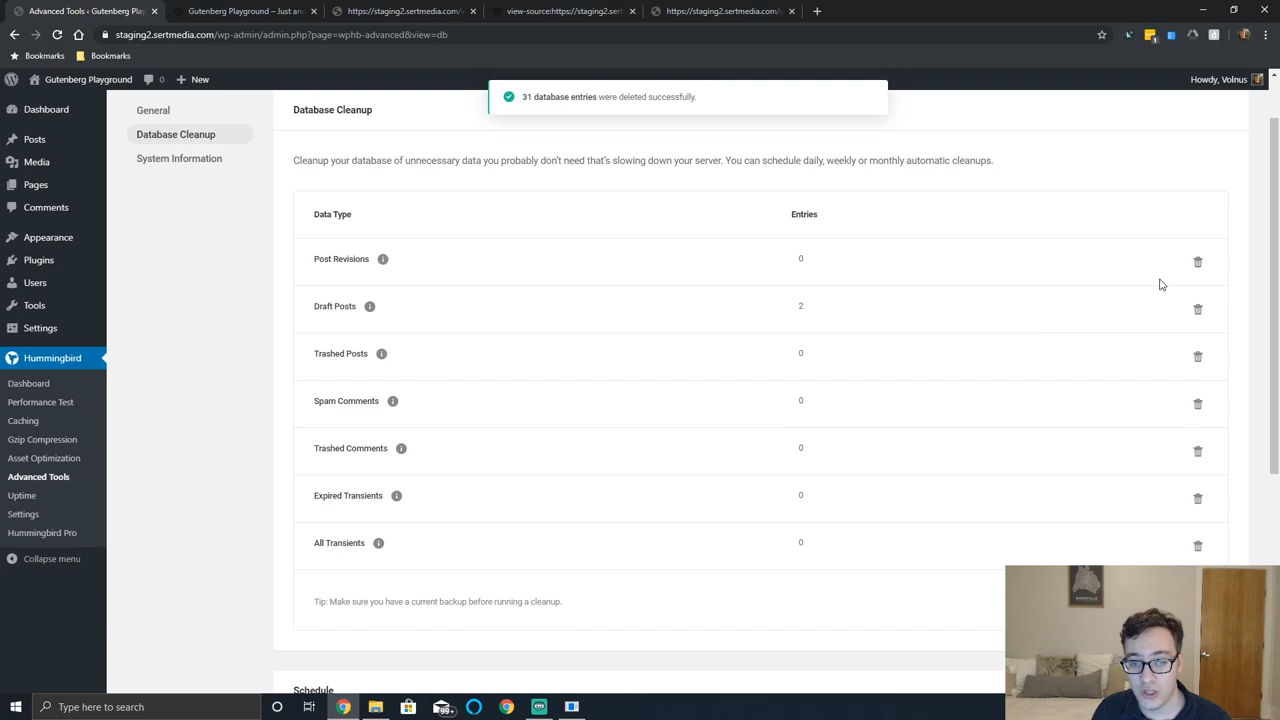 Advanced Tools ‹ Gutenberg Play
Gutenberg Playground – Just an
https://staging2.sertmedia.com/w
view-source:https://staging2.sert
https://staging2.sertmedia.com/w
staging2.sertmedia.com/wp-admin/admin.php?page=wphb-advanced&view=db
Bookmarks
Bookmarks
Gutenberg Playground
0
New
Howdy, Volnus
31 database entries were deleted successfully.
Dashboard
Posts
Media
Pages
Comments
Appearance
Plugins
Users
Tools
Settings
Hummingbird
Dashboard
Performance Test
Caching
Gzip Compression
Asset Optimization
Advanced Tools
Uptime
Settings
Hummingbird Pro
Collapse menu
General
Database Cleanup
System Information
Database Cleanup
Cleanup your database of unnecessary data you probably don't need that's slowing down your server. You can schedule daily, weekly or monthly automatic cleanups.
Data Type Entries
Post Revisions 0
Draft Posts 2
Trashed Posts 0
Spam Comments 0
Trashed Comments 0
Expired Transients 0
All Transients 0
Tip: Make sure you have a current backup before running a cleanup.
Schedule
Type here to search
99+